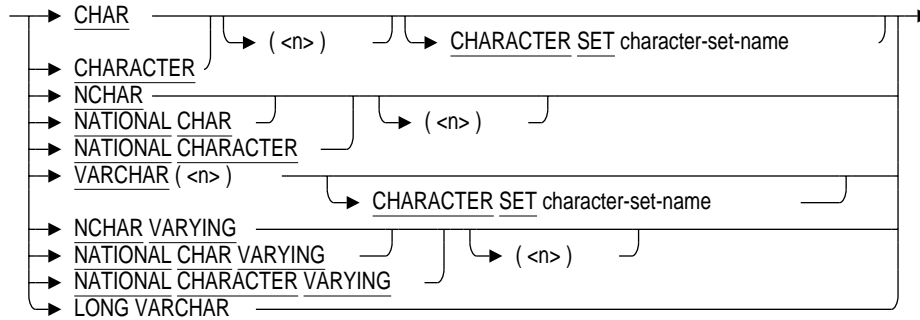 CHAR
( <n> )
CHARACTER SET character-set-name
CHARACTER
NCHAR
NATIONAL CHAR
( <n> )
NATIONAL CHARACTER
VARCHAR ( <n> )
CHARACTER SET character-set-name
NCHAR VARYING
NATIONAL CHAR VARYING
( <n> )
NATIONAL CHARACTER VARYING
LONG VARCHAR